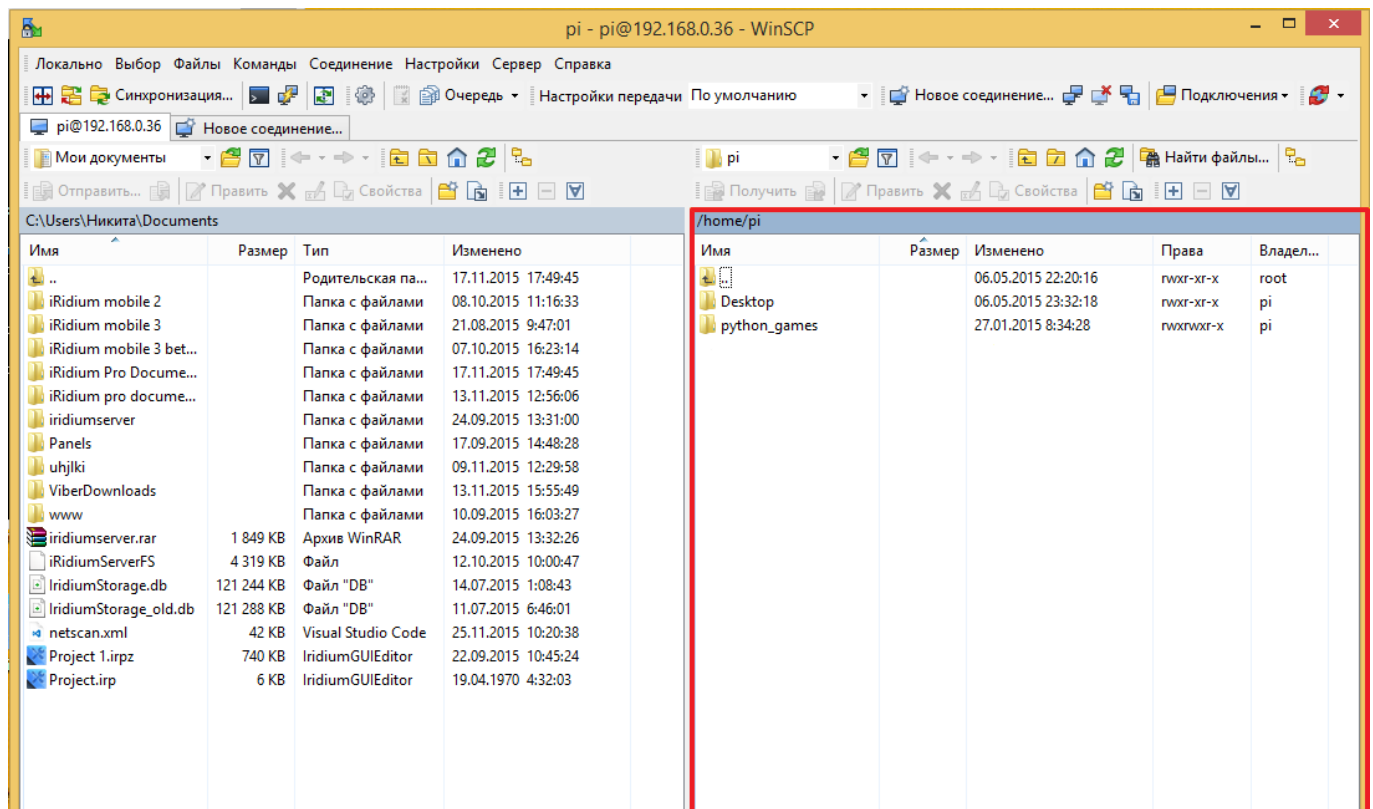 pi - pi@192.168.0.36 - WinSCP
Локально Выбор Файлы Команды Соединение Настройки Сервер Справка
Синхронизация... Очередь Настройки передачи По умолчанию Новое соединение... Подключения
pi@192.168.0.36 Новое соединение...
Мои документы pi Найти файлы...
Отправить... Править Свойства Получить Править Свойства
C:\Users\Никита\Documents
Имя Размер Тип Изменено
.. Родительская па... 17.11.2015 17:49:45
iRidium mobile 2 Папка с файлами 08.10.2015 11:16:33
iRidium mobile 3 Папка с файлами 21.08.2015 9:47:01
iRidium mobile 3 bet... Папка с файлами 07.10.2015 16:23:14
iRidium Pro Docume... Папка с файлами 17.11.2015 17:49:45
iRidium pro docume... Папка с файлами 13.11.2015 12:56:06
iridiumserver Папка с файлами 24.09.2015 13:31:00
Panels Папка с файлами 17.09.2015 14:48:28
uhjlki Папка с файлами 09.11.2015 12:29:58
ViberDownloads Папка с файлами 13.11.2015 15:55:49
www Папка с файлами 10.09.2015 16:03:27
iridiumserver.rar 1 849 KB Архив WinRAR 24.09.2015 13:32:26
iRidiumServerFS 4 319 KB Файл 12.10.2015 10:00:47
IridiumStorage.db 121 244 KB Файл "DB" 14.07.2015 1:08:43
IridiumStorage_old.db 121 288 KB Файл "DB" 11.07.2015 6:46:01
netscan.xml 42 KB Visual Studio Code 25.11.2015 10:20:38
Project 1.irpz 740 KB IridiumGUIEditor 22.09.2015 10:45:24
Project.irp 6 KB IridiumGUIEditor 19.04.1970 4:32:03
/home/pi
Имя Размер Изменено Права Владел...
.. 06.05.2015 22:20:16 rwxr-xr-x root
Desktop 06.05.2015 23:32:18 rwxr-xr-x pi
python_games 27.01.2015 8:34:28 rwxrwxr-x pi